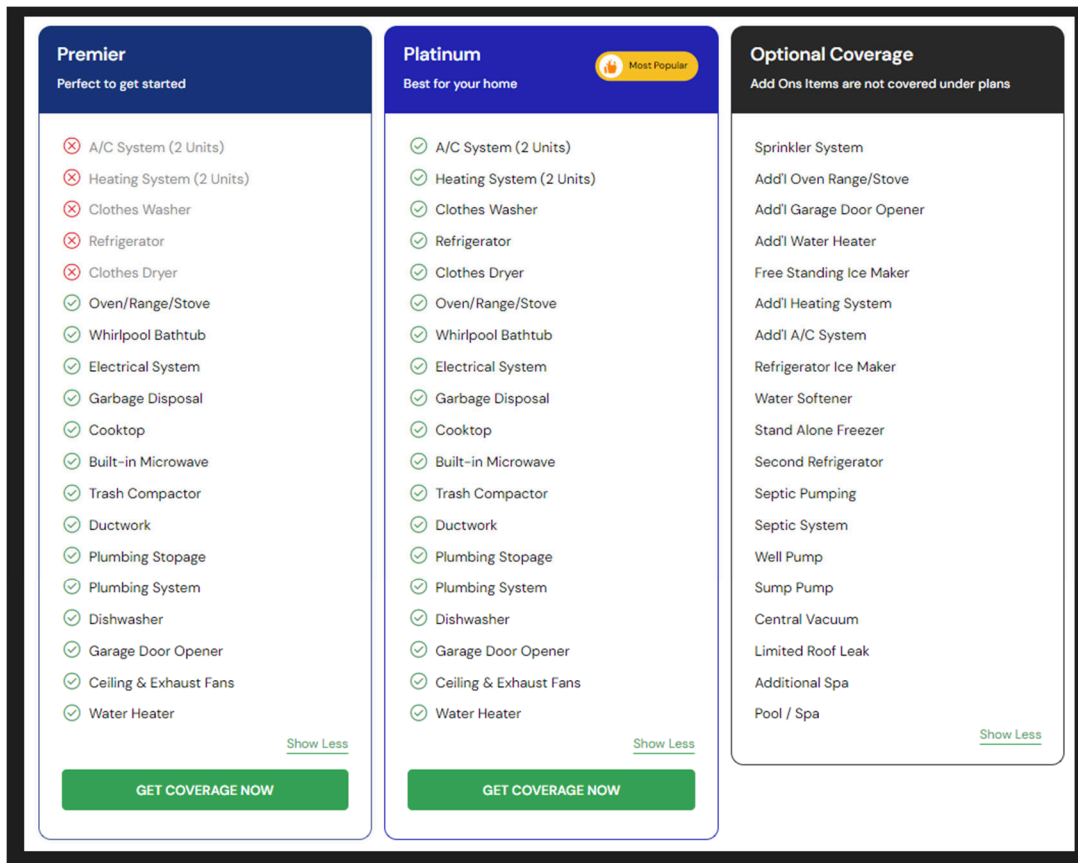 Premier
Perfect to get started
A/C System (2 Units)
Heating System (2 Units)
Clothes Washer
Refrigerator
Clothes Dryer
Oven/Range/Stove
Whirlpool Bathtub
Electrical System
Garbage Disposal
Cooktop
Built-in Microwave
Trash Compactor
Ductwork
Plumbing Stopage
Plumbing System
Dishwasher
Garage Door Opener
Ceiling & Exhaust Fans
Water Heater
Show Less
GET COVERAGE NOW
Platinum
Most Popular
Best for your home
A/C System (2 Units)
Heating System (2 Units)
Clothes Washer
Refrigerator
Clothes Dryer
Oven/Range/Stove
Whirlpool Bathtub
Electrical System
Garbage Disposal
Cooktop
Built-in Microwave
Trash Compactor
Ductwork
Plumbing Stopage
Plumbing System
Dishwasher
Garage Door Opener
Ceiling & Exhaust Fans
Water Heater
Show Less
GET COVERAGE NOW
Optional Coverage
Add Ons Items are not covered under plans
Sprinkler System
Add'l Oven Range/Stove
Add'l Garage Door Opener
Add'l Water Heater
Free Standing Ice Maker
Add'l Heating System
Add'l A/C System
Refrigerator Ice Maker
Water Softener
Stand Alone Freezer
Second Refrigerator
Septic Pumping
Septic System
Well Pump
Sump Pump
Central Vacuum
Limited Roof Leak
Additional Spa
Pool / Spa
Show Less